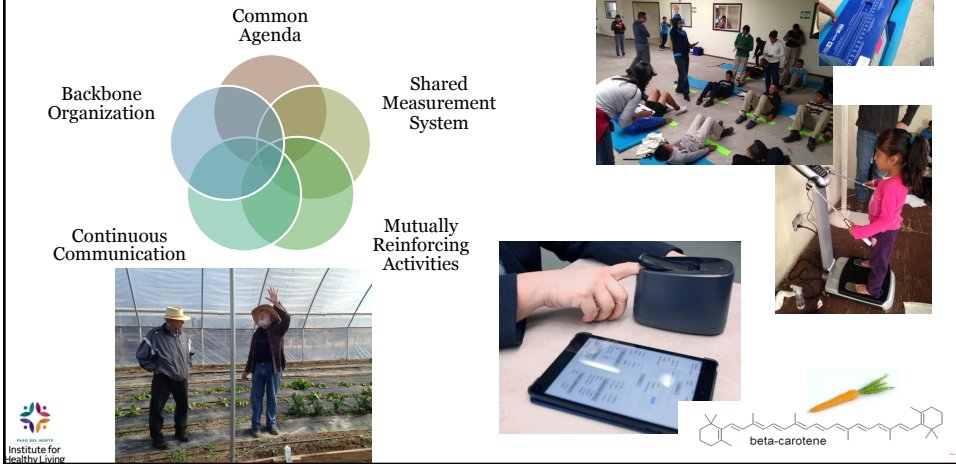 Common
Agenda
Backbone
Organization
Shared
Measurement
System
Continuous
Communication
Mutually
Reinforcing
Activities
PASO DEL NORTE
Institute for
Healthy Living
beta-carotene